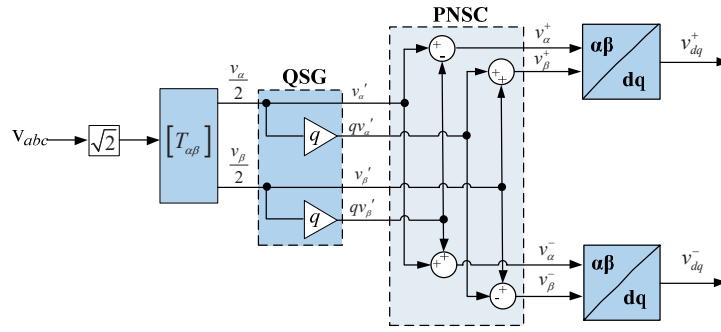 PNSC
QSG
v_abc
√2
[T_αβ]
v_α/2
v_β/2
q
q
v_α′
qv_α′
v_β′
qv_β′
+
-
+
+
+
+
+
-
v_α^+
v_β^+
v_α^-
v_β^-
αβ
dq
v_dq^+
αβ
dq
v_dq^-